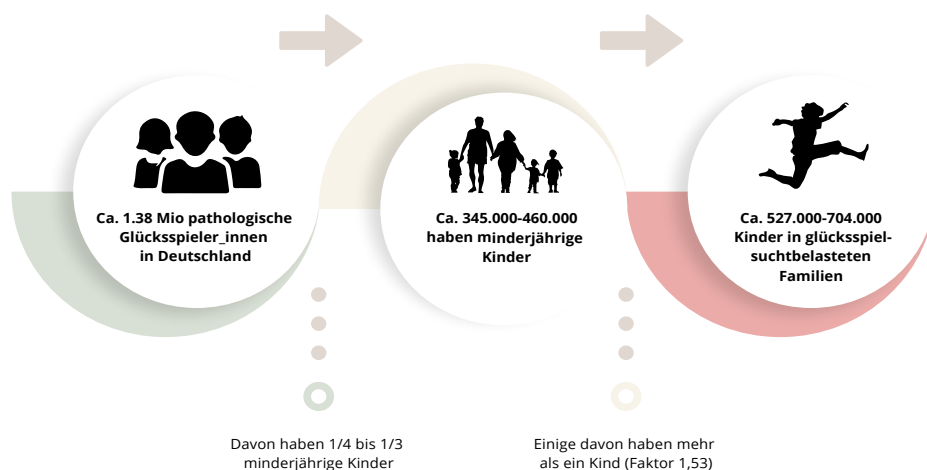 Ca. 1.38 Mio pathologische
Glücksspieler_innen
in Deutschland
Ca. 345.000-460.000
haben minderjährige
Kinder
Ca. 527.000-704.000
Kinder in glücksspiel-
suchtbelasteten
Familien
Davon haben 1/4 bis 1/3
minderjährige Kinder
Einige davon haben mehr
als ein Kind (Faktor 1,53)